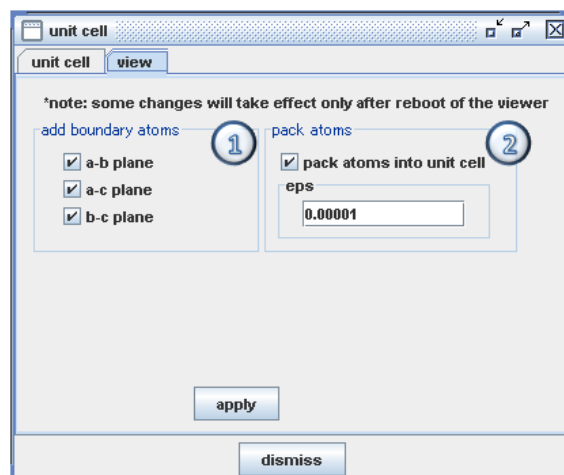 unit cell
unit cell view
*note: some changes will take effect only after reboot of the viewer
add boundary atoms 1
a-b plane
a-c plane
b-c plane
pack atoms 2
pack atoms into unit cell
eps
0.00001
apply
dismiss